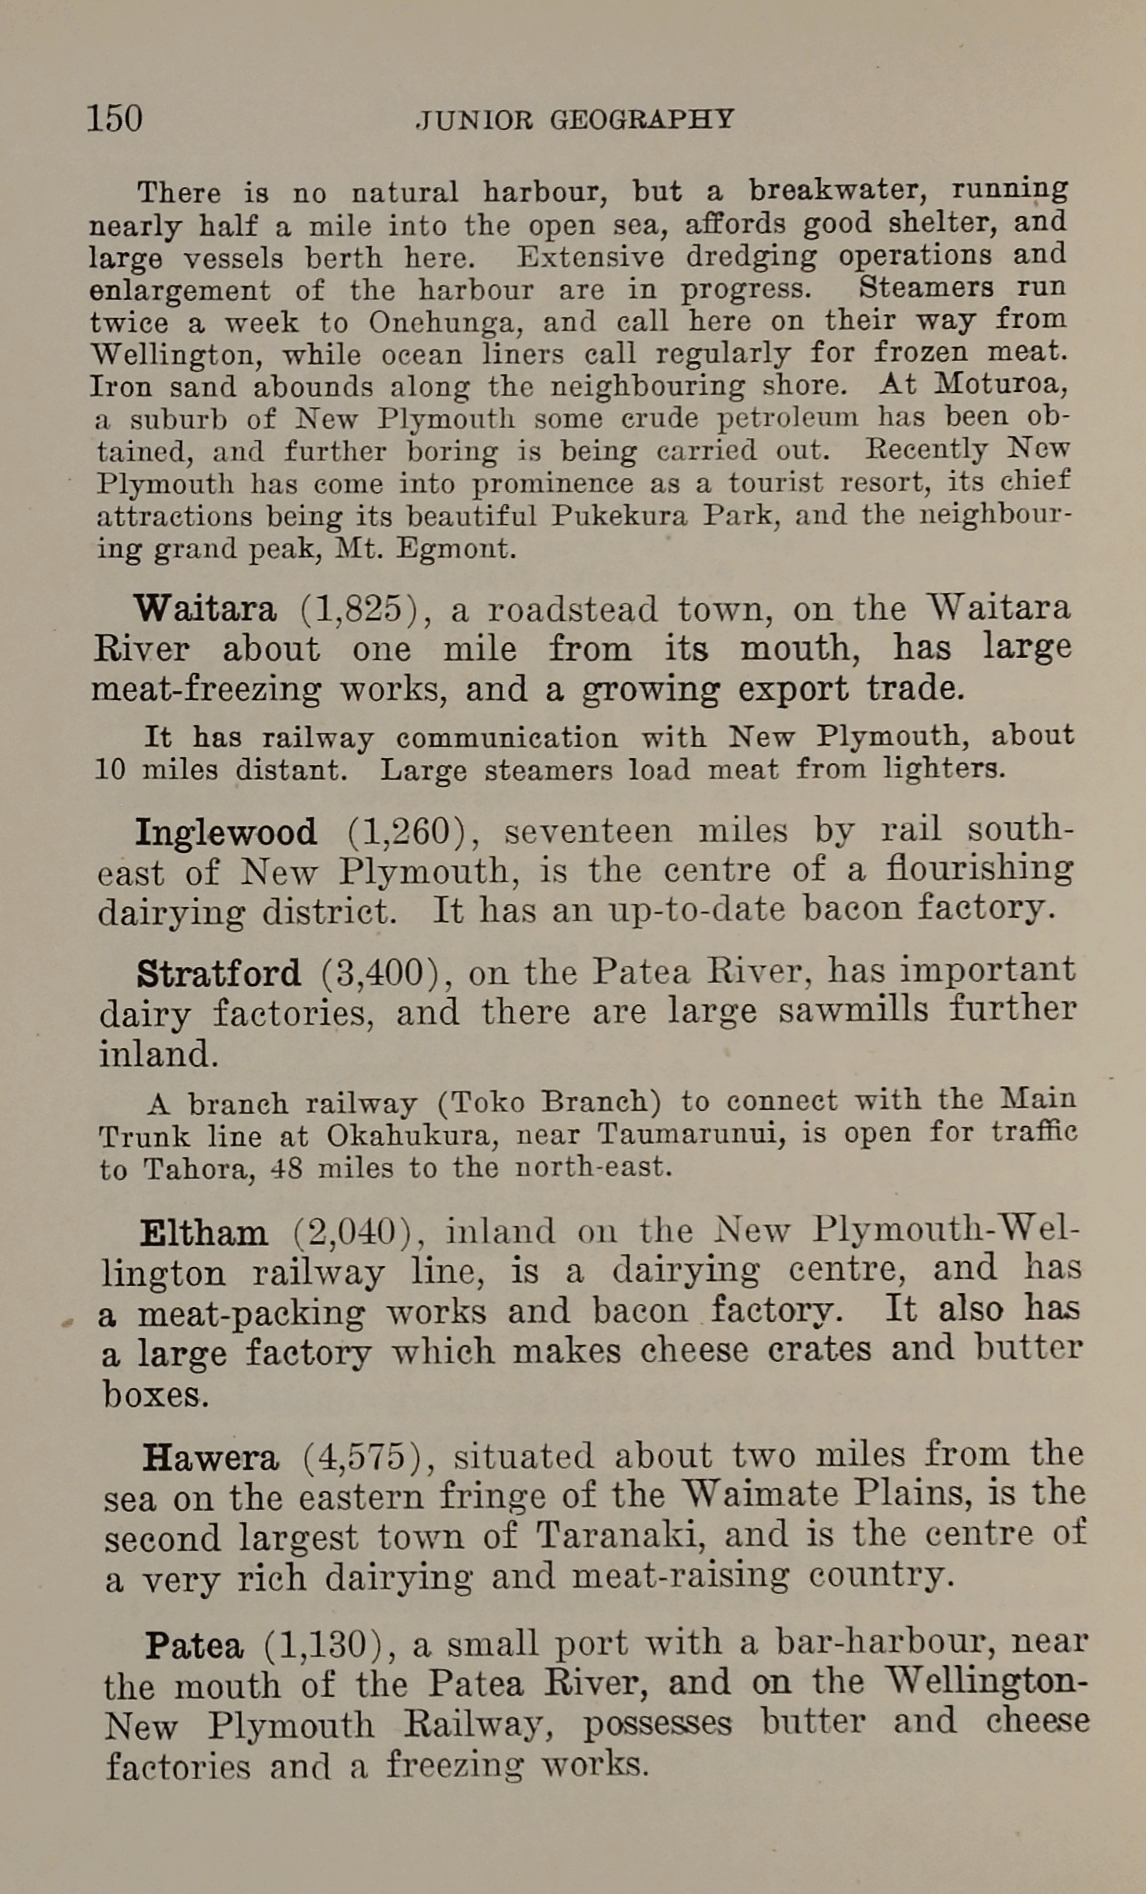 150 JUNIOR GEOGRAPHY
There is no natural harbour, but a breakwater, running
nearly half a mile into the open sea, affords good shelter, and
large vessels berth here. Extensive dredging operations and
enlargement of the harbour are in progress. Steamers run
twice a week to Onehunga, and call here on their way from
Wellington, while ocean liners call regularly for frozen meat.
Iron sand abounds along the neighbouring shore. At Moturoa,
a suburb of New Plymouth some crude petroleum has been ob-
tained, and further boring is being carried out. Recently New
Plymouth has come into prominence as a tourist resort, its chief
attractions being its beautiful Pukekura Park, and the neighbour-
ing grand peak, Mt. Egmont.
Waitara (1,825), a roadstead town, on the Waitara
River about one mile from its mouth, has large
meat-freezing works, and a growing export trade.
It has railway communication with New Plymouth, about
10 miles distant. Large steamers load meat from lighters.
Inglewood (1,260), seventeen miles by rail south-
east of New Plymouth, is the centre of a flourishing
dairying district. It has an up-to-date bacon factory.
Stratford (3,400), on the Patea River, has important
dairy factories, and there are large sawmills further
inland.
A branch railway (Toko Branch) to connect with the Main
Trunk line at Okahukura, near Taumarunui, is open for traffic
to Tahora, 48 miles to the north-east.
Eltham (2,040), inland on the New Plymouth-Wel-
lington railway line, is a dairying centre, and has
a meat-packing works and bacon factory. It also has
a large factory which makes cheese crates and butter
boxes.
Hawera (4,575), situated about two miles from the
sea on the eastern fringe of the Waimate Plains, is the
second largest town of Taranaki, and is the centre of
a very rich dairying and meat-raising country.
Patea (1,130), a small port with a bar-harbour, near
the mouth of the Patea River, and on the Wellington-
New Plymouth Railway, possesses butter and cheese
factories and a freezing works.